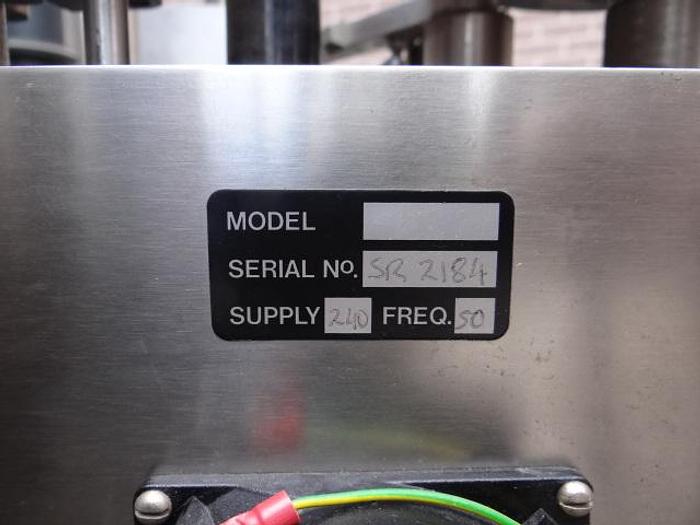 MODEL
SERIAL No. SR 2184
SUPPLY 240 FREQ. 50